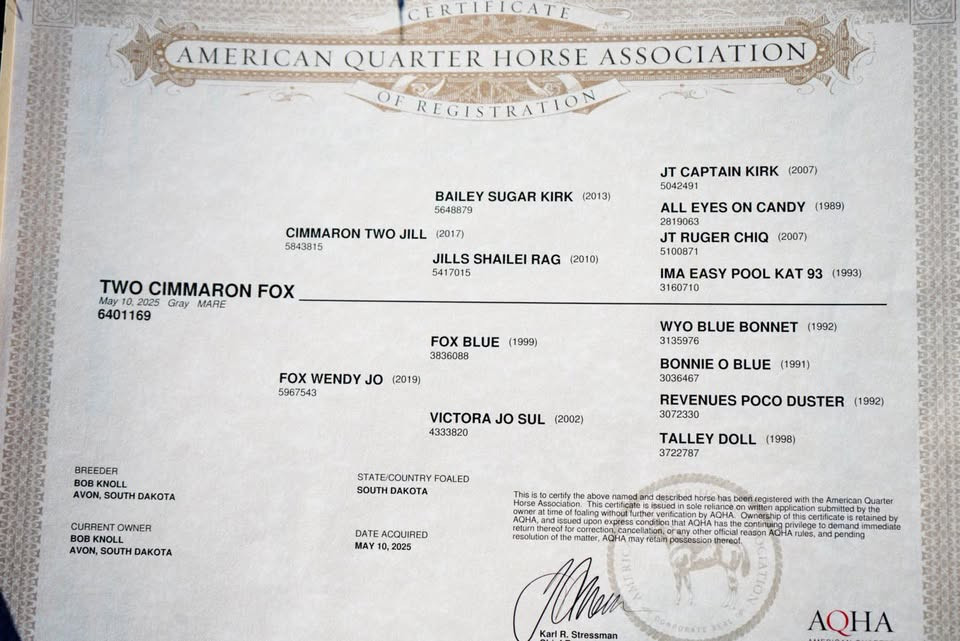 CERTIFICATE
AMERICAN QUARTER HORSE ASSOCIATION
OF REGISTRATION
JT CAPTAIN KIRK (2007)
5042491
BAILEY SUGAR KIRK (2013)
5648879
ALL EYES ON CANDY (1989)
2819063
CIMMARON TWO JILL (2017)
5843815
JT RUGER CHIQ (2007)
5100871
JILLS SHAILEI RAG (2010)
5417015
IMA EASY POOL KAT 93 (1993)
3160710
TWO CIMMARON FOX
May 10, 2025 Gray MARE
6401169
WYO BLUE BONNET (1992)
3135976
FOX BLUE (1999)
3836088
BONNIE O BLUE (1991)
3036467
FOX WENDY JO (2019)
5967543
REVENUES POCO DUSTER (1992)
3072330
VICTORA JO SUL (2002)
4333820
TALLEY DOLL (1998)
3722787
BREEDER
BOB KNOLL
AVON, SOUTH DAKOTA
STATE/COUNTRY FOALED
SOUTH DAKOTA
CURRENT OWNER
BOB KNOLL
AVON, SOUTH DAKOTA
DATE ACQUIRED
MAY 10, 2025
This is to certify the above named and described horse has been registered with the American Quarter
Horse Association. This certificate is issued in sole reliance on written application submitted by the
owner at time of foaling without further verification by AQHA. Ownership of this certificate is retained by
AQHA, and issued upon express condition that AQHA has the continuing privilege to demand immediate
return thereof for correction, cancellation, or any other official reason AQHA rules, and pending
resolution of the matter, AQHA may retain possession thereof.
CORPORATE SEAL
Karl R. Stressman
AQHA